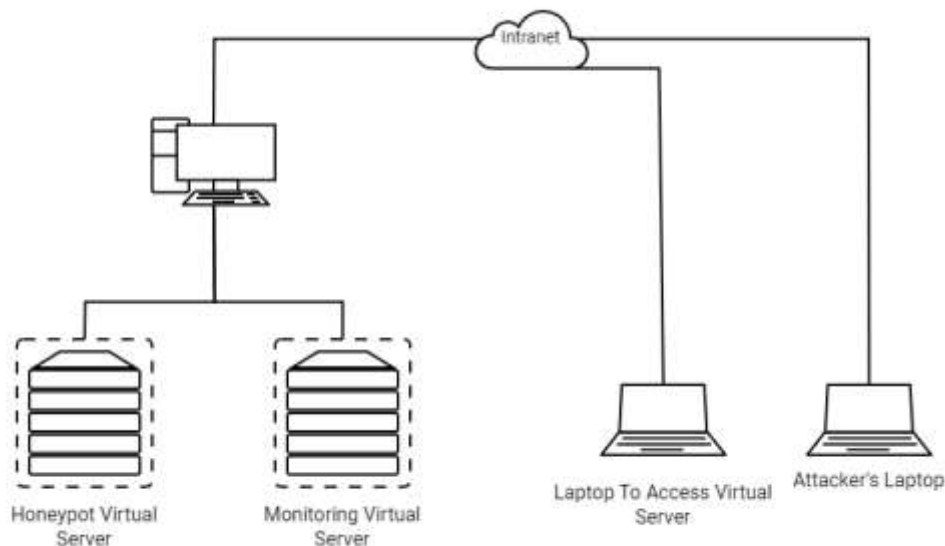 Intranet
Honeypot Virtual
Server
Monitoring Virtual
Server
Laptop To Access Virtual
Server
Attacker's Laptop